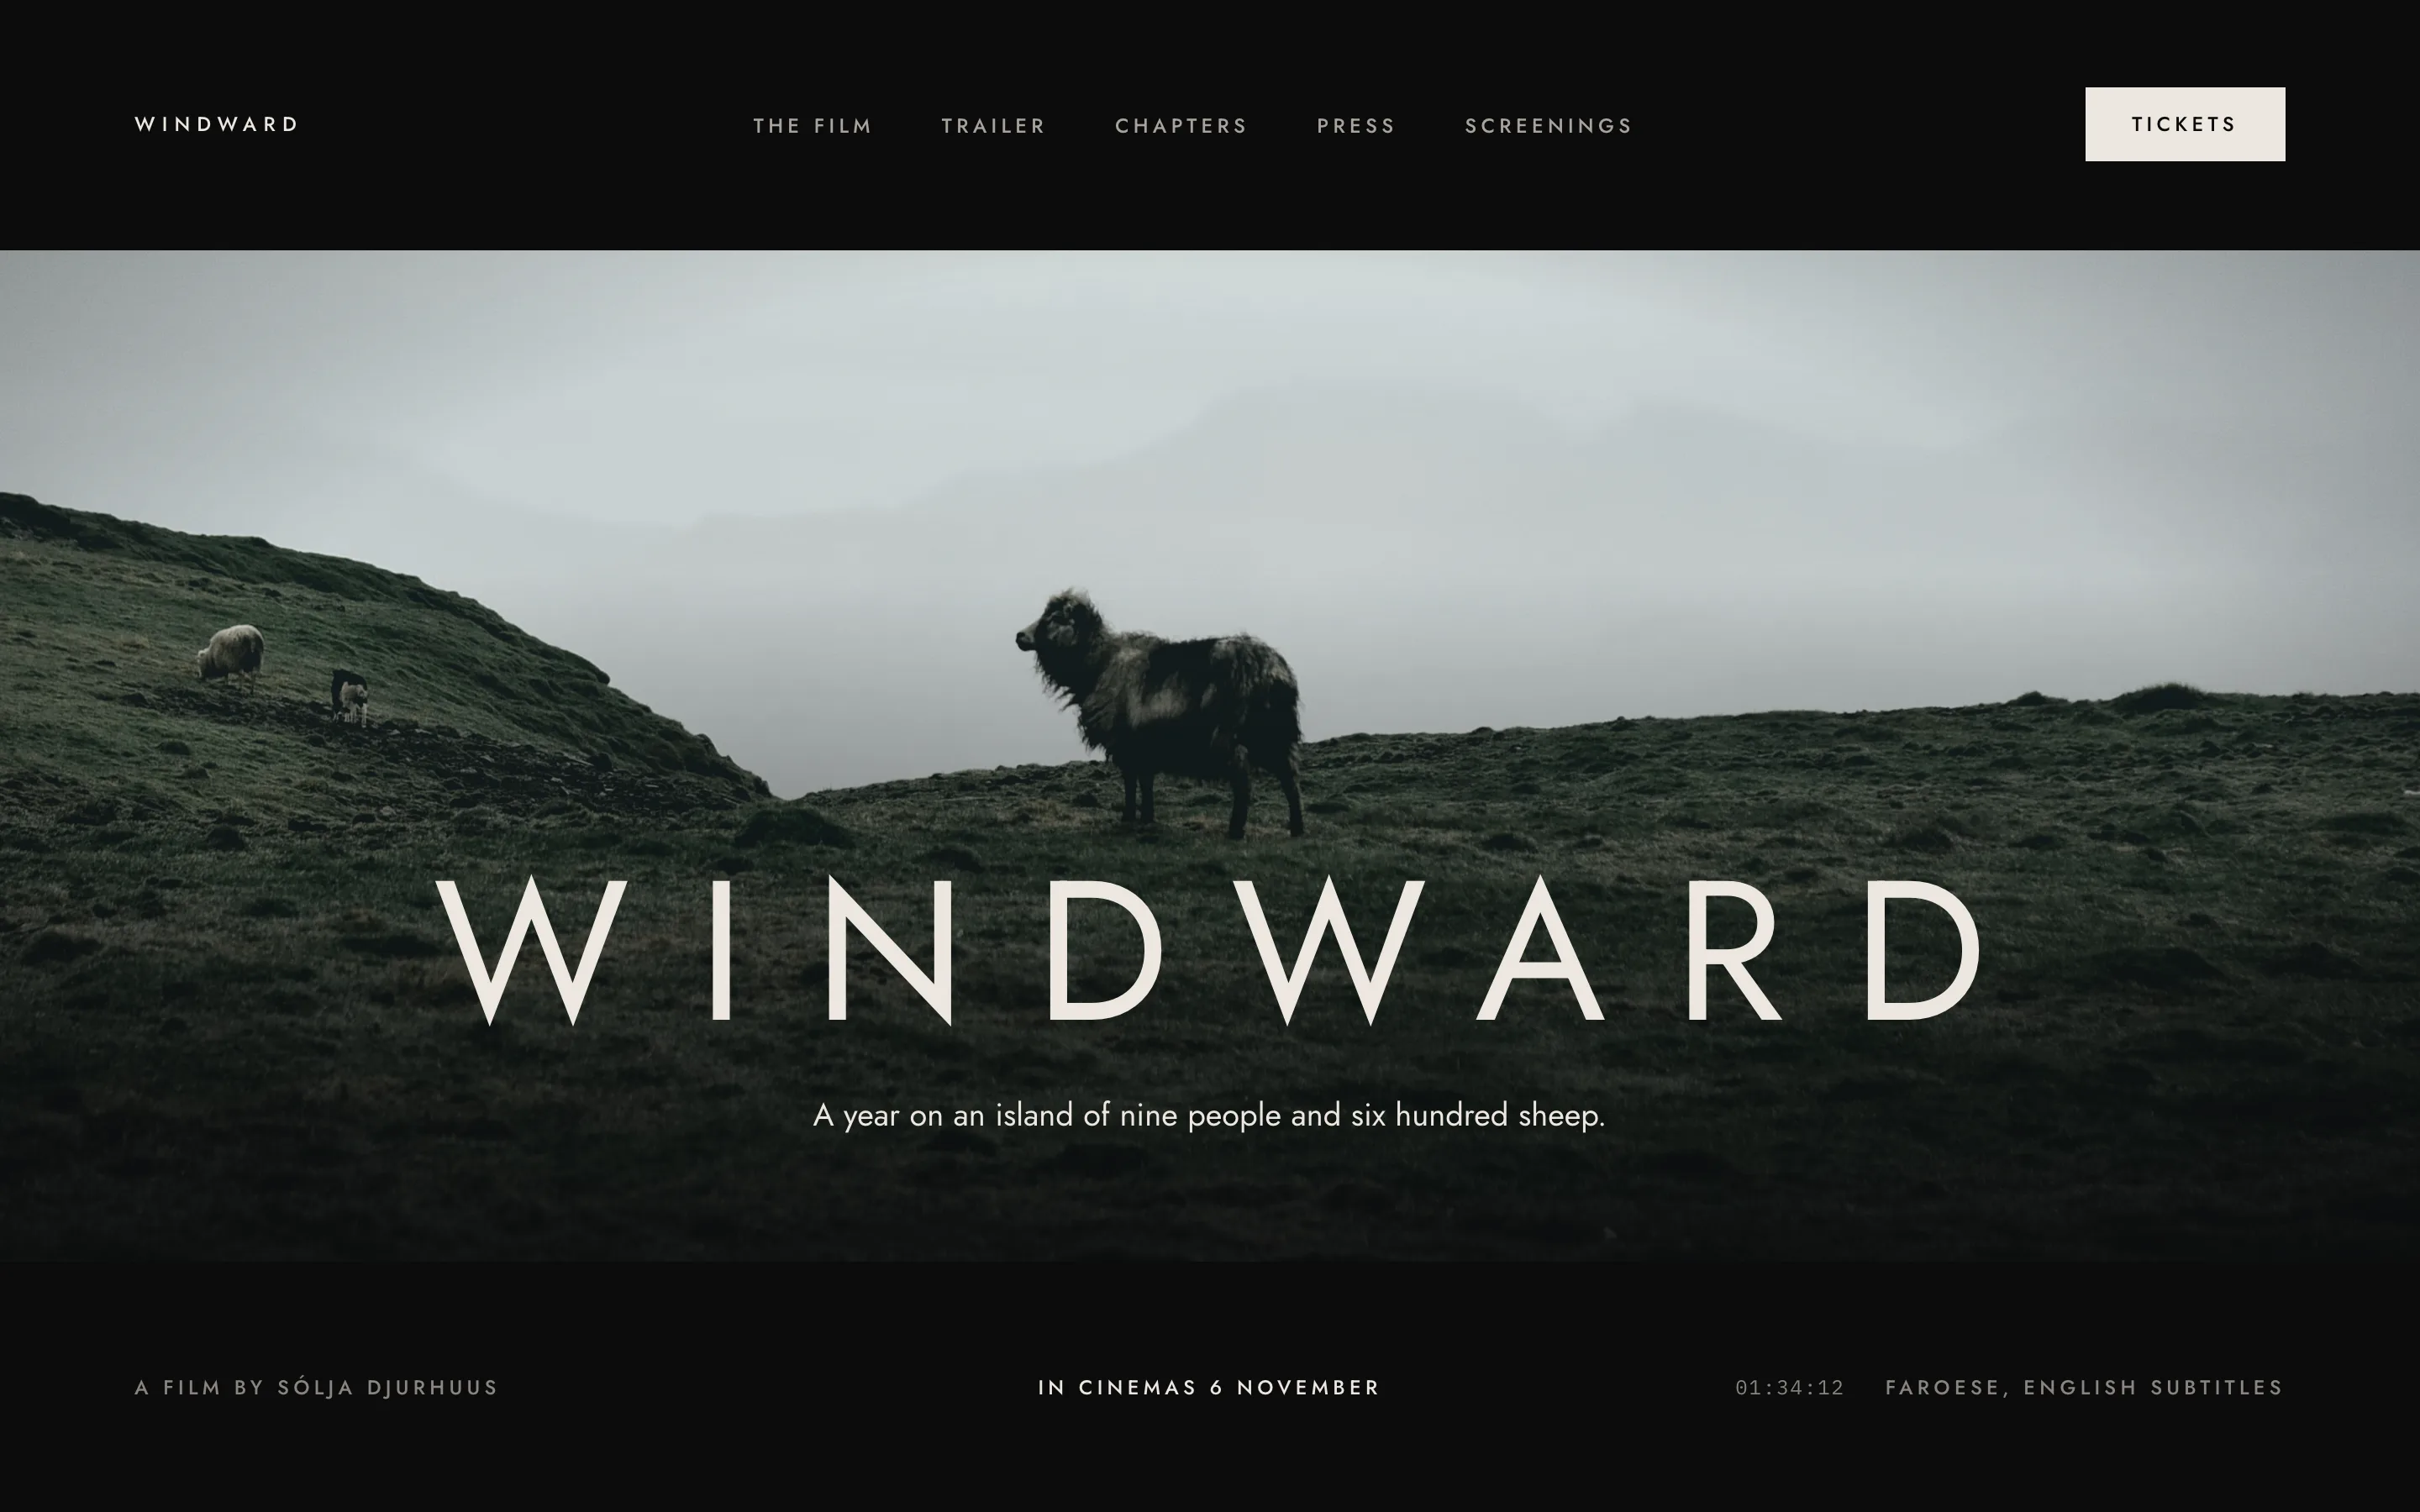 WINDWARD
THE FILM TRAILER CHAPTERS PRESS SCREENINGS
TICKETS
WINDWARD
A year on an island of nine people and six hundred sheep.
A FILM BY SÓLJA DJURHUUS
IN CINEMAS 6 NOVEMBER
01:34:12 FAROESE, ENGLISH SUBTITLES